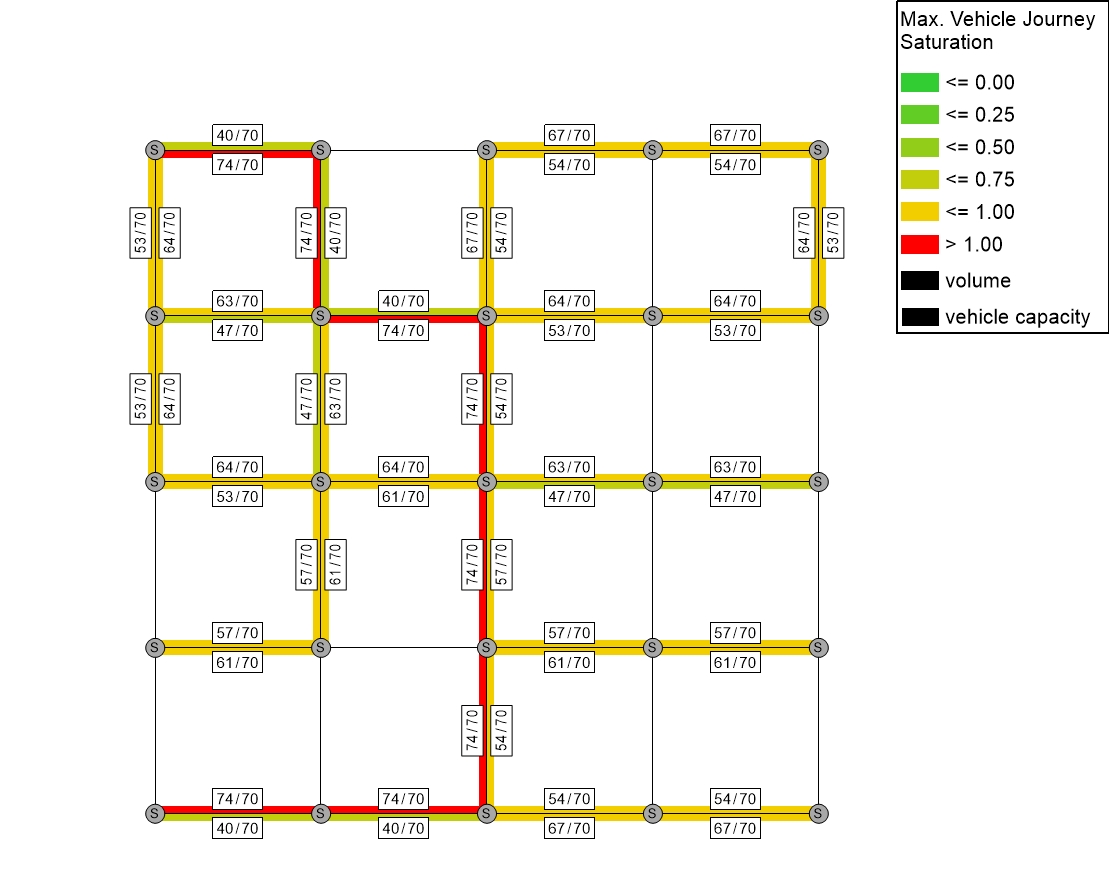 Max. Vehicle Journey
Saturation
<= 0.00
<= 0.25
<= 0.50
<= 0.75
<= 1.00
> 1.00
volume
vehicle capacity
40/70 67/70 67/70
S S S S S
74/70 54/70 54/70
53/70 64/70 74/70 40/70 67/70 54/70 64/70 53/70
63/70 40/70 64/70 64/70
S S S S S
47/70 74/70 53/70 53/70
53/70 64/70 47/70 63/70 74/70 54/70
64/70 64/70 63/70 63/70
S S S S S
53/70 61/70 47/70 47/70
57/70 61/70 74/70 57/70
57/70 57/70 57/70
S S S S S
61/70 61/70 61/70
74/70 54/70
74/70 74/70 54/70 54/70
S S S S S
40/70 40/70 67/70 67/70